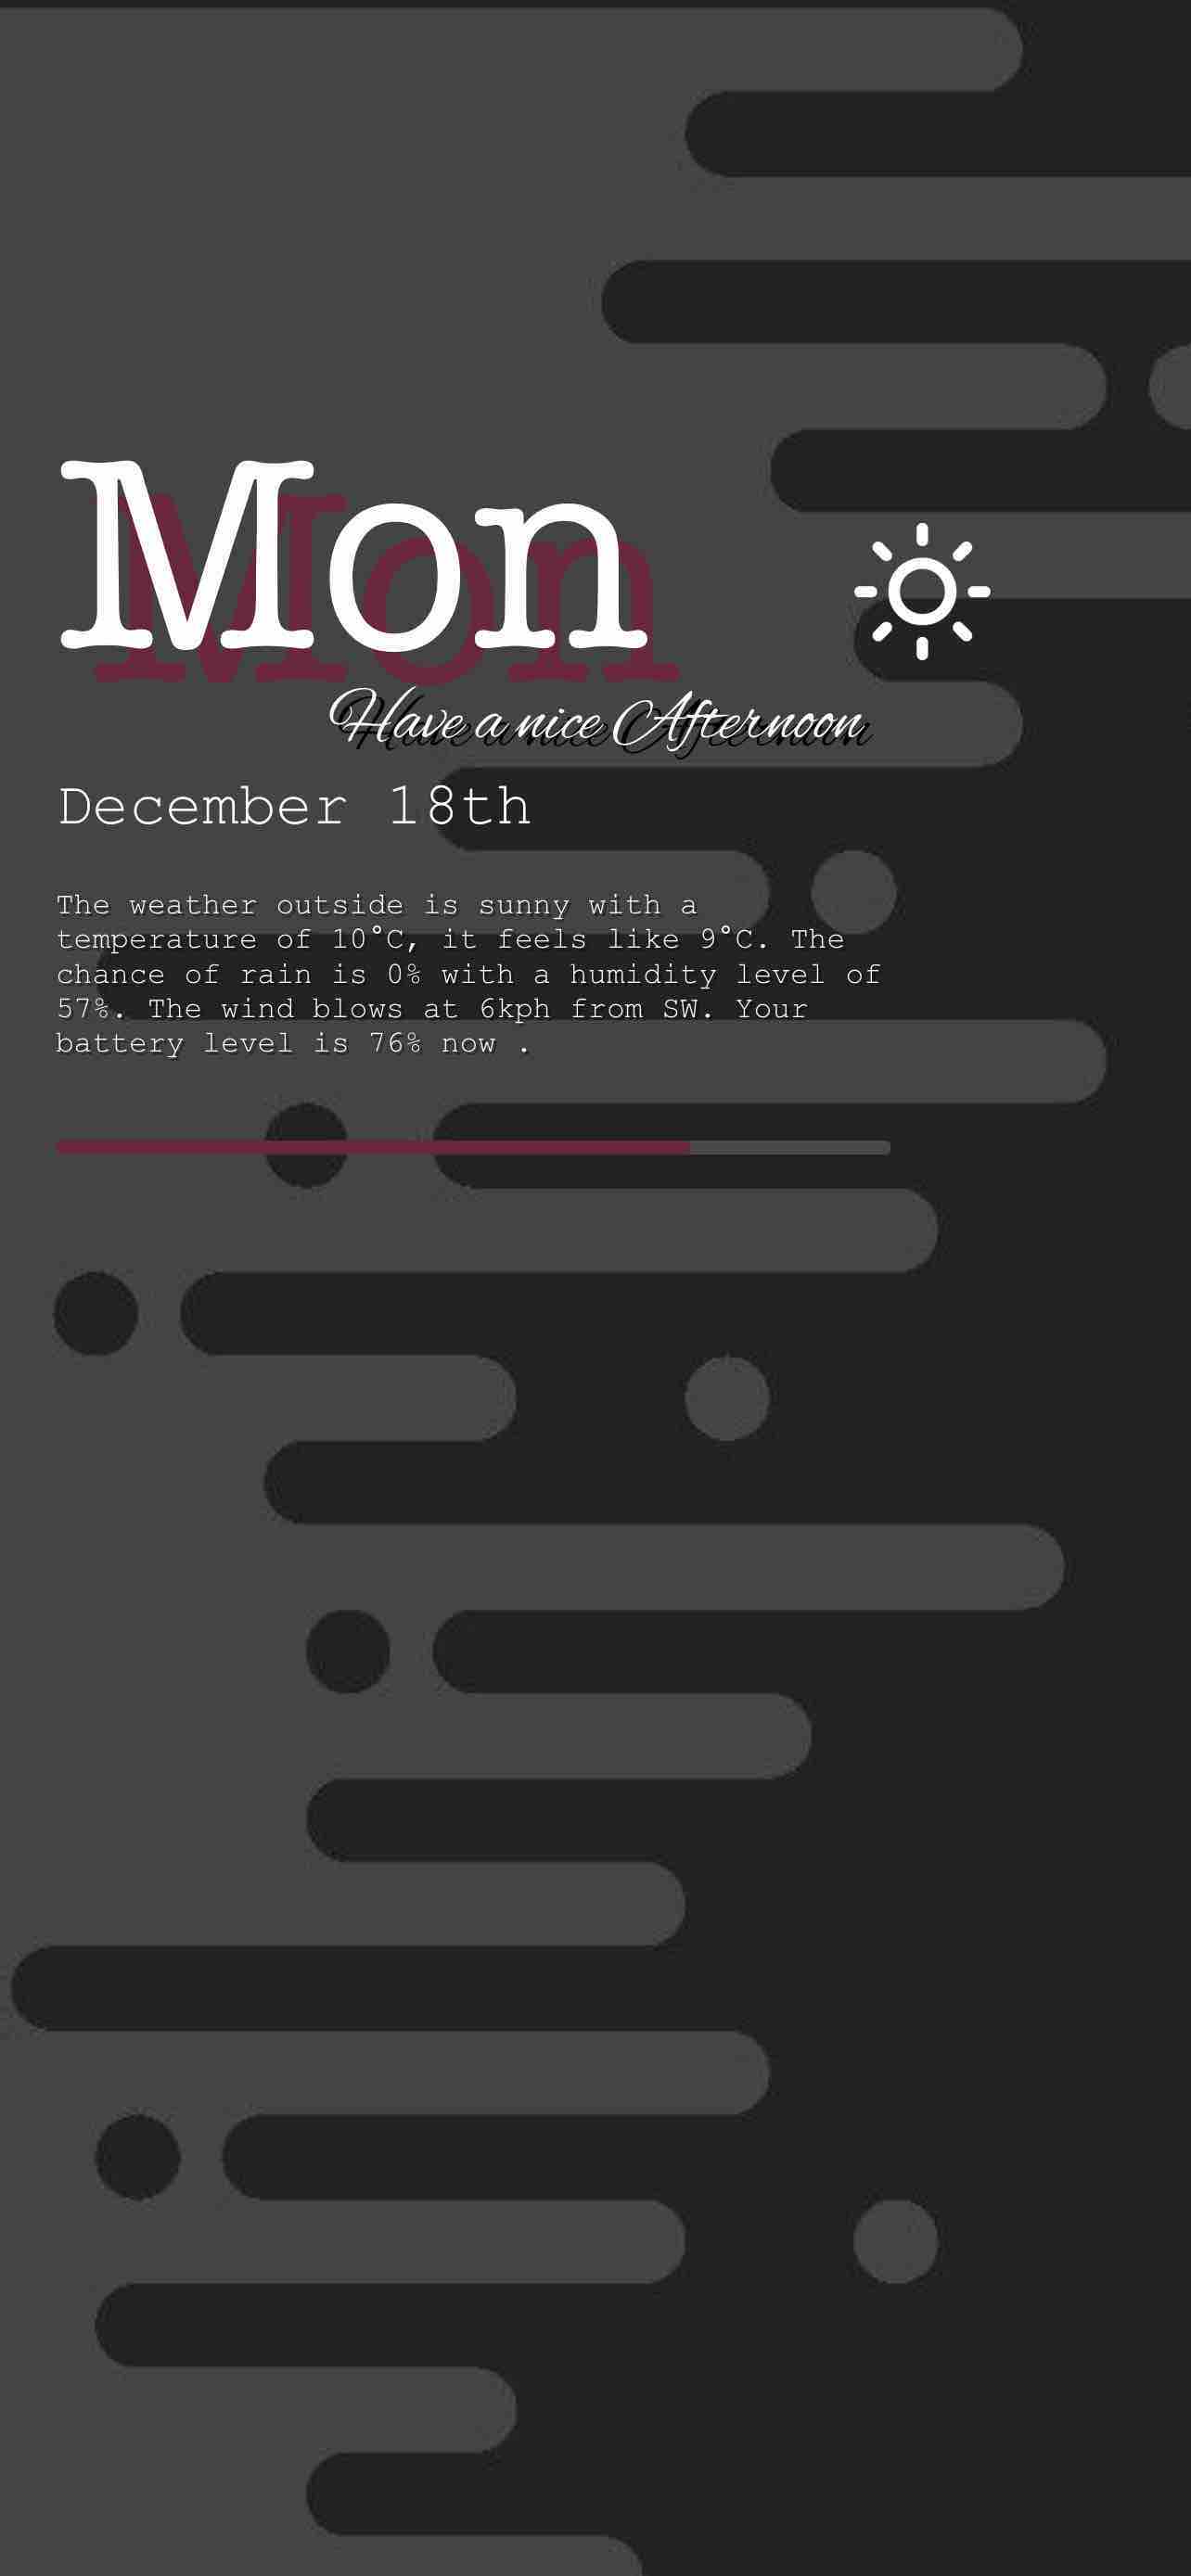 Mon
Have a nice Afternoon
December 18th
The weather outside is sunny with a
temperature of 10°C, it feels like 9°C. The
chance of rain is 0% with a humidity level of
57%. The wind blows at 6kph from SW. Your
battery level is 76% now .